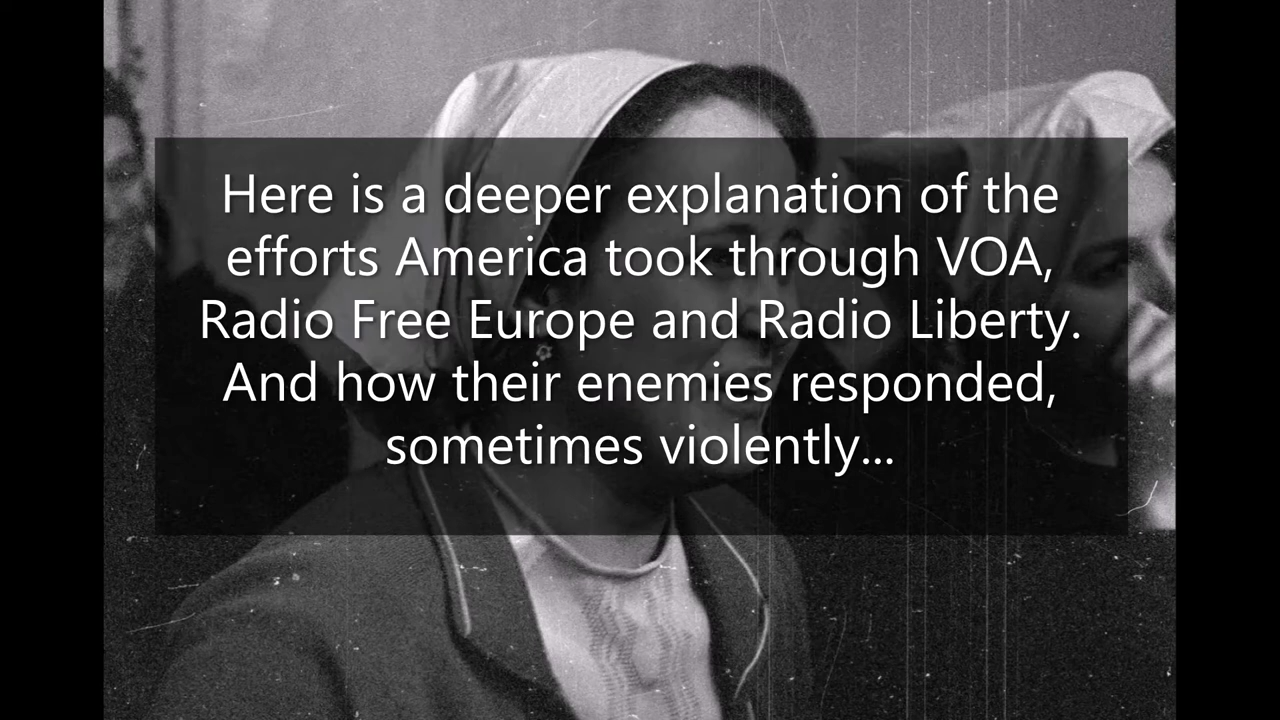 Here is a deeper explanation of the
efforts America took through VOA,
Radio Free Europe and Radio Liberty.
And how their enemies responded,
sometimes violently...